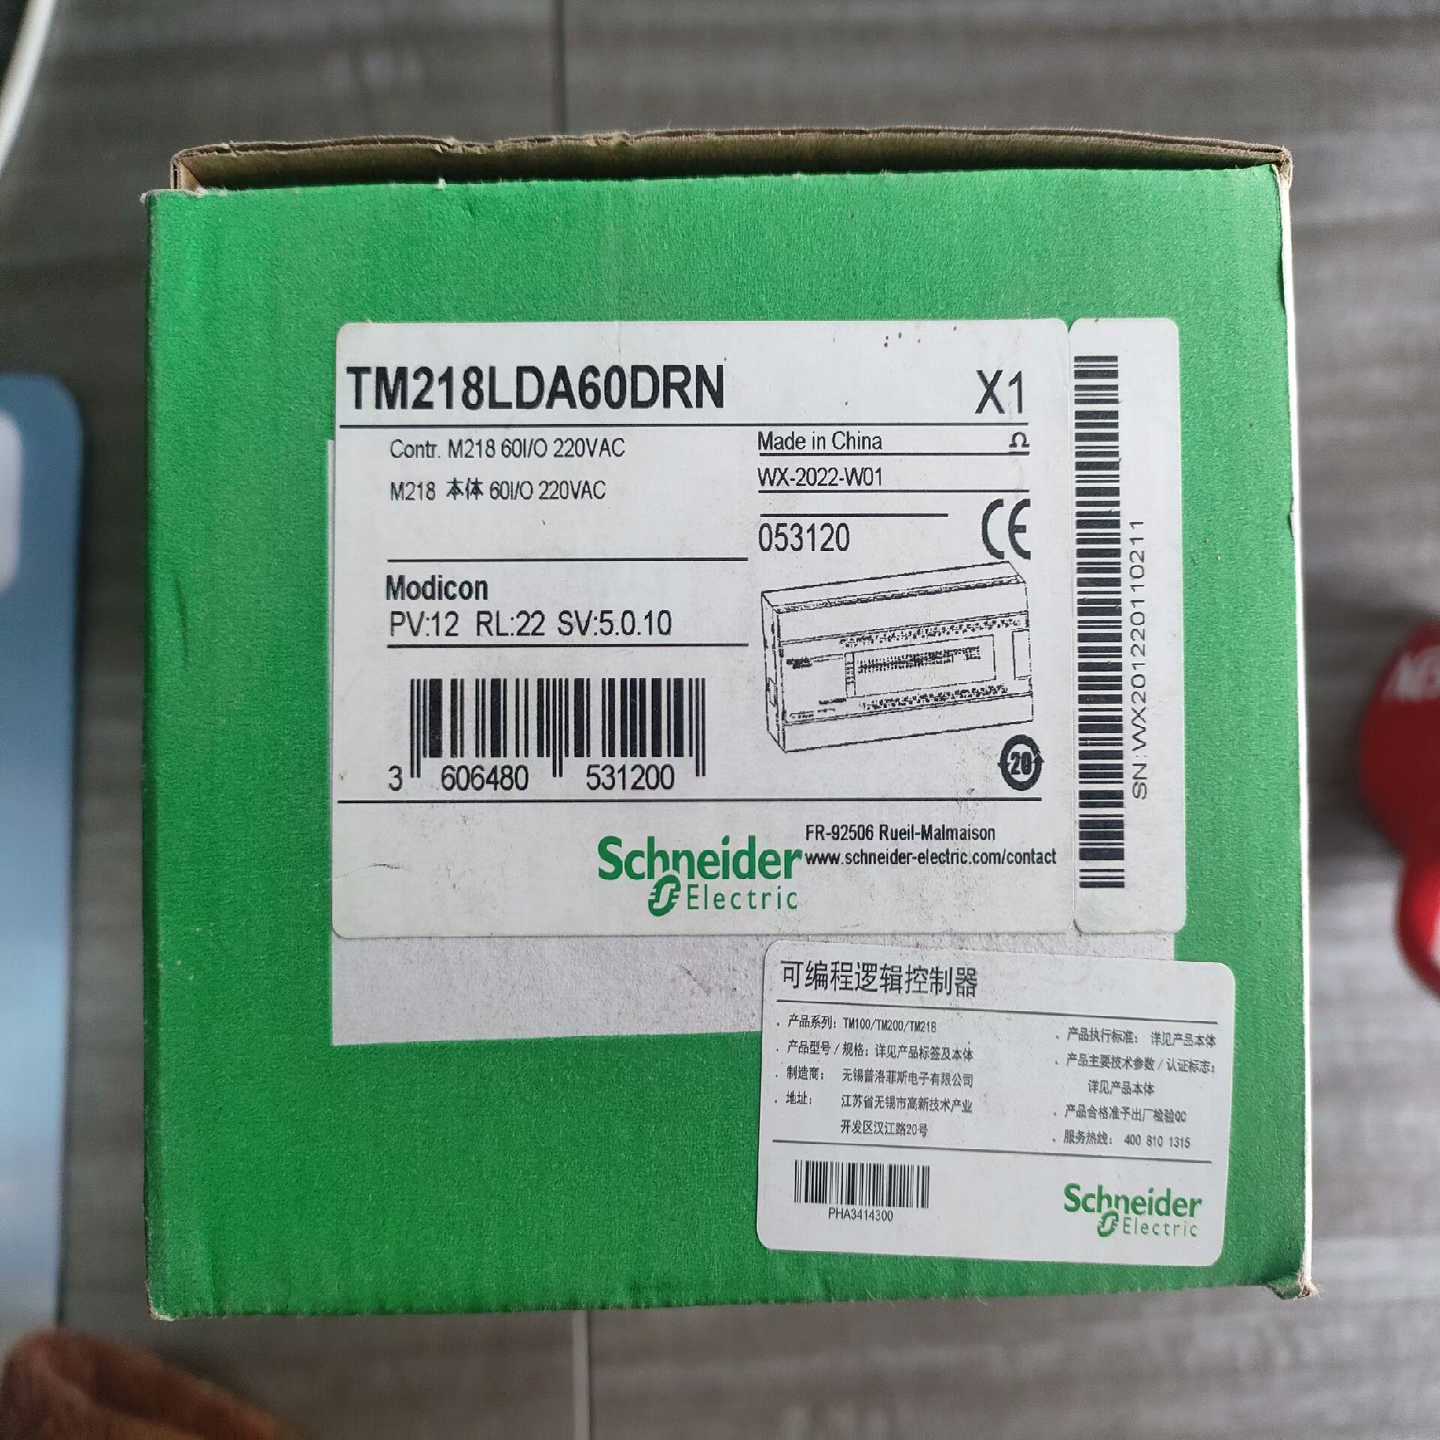 TM218LDA60DRN X1
Contr. M218 60I/O 220VAC
M218 本体 60I/O 220VAC
Made in China Ω
WX-2022-W01
053120 CE
Modicon
PV:12 RL:22 SV:5.0.10
3 606480 531200
20
Schneider
Electric
FR-92506 Rueil-Malmaison
www.schneider-electric.com/contact
SN:WX20122011021​1
可编程逻辑控制器
. 产品系列: TM100/TM200/TM218
. 产品型号/规格: 详见产品标签及本体
. 制造商: 无锡普洛菲斯电子有限公司
. 地址: 江苏省无锡市高新技术产业
开发区汉江路20号
. 产品执行标准: 详见产品本体
. 产品主要技术参数/认证标志:
详见产品本体
. 产品合格准予出厂检验QC
. 服务热线: 400 810 1315
PHA3414300
Schneider
Electric